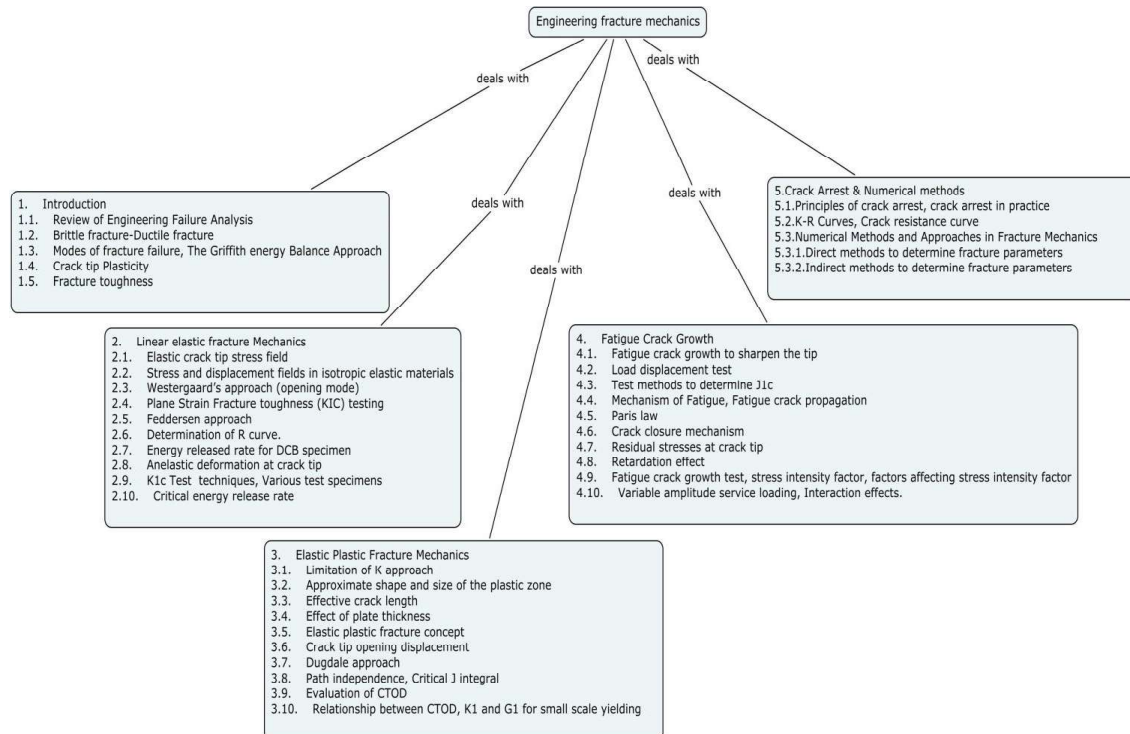 Engineering fracture mechanics
deals with
deals with
deals with
deals with
deals with
1. Introduction
1.1. Review of Engineering Failure Analysis
1.2. Brittle fracture-Ductile fracture
1.3. Modes of fracture failure, The Griffith energy Balance Approach
1.4. Crack tip Plasticity
1.5. Fracture toughness
2. Linear elastic fracture Mechanics
2.1. Elastic crack tip stress field
2.2. Stress and displacement fields in isotropic elastic materials
2.3. Westergaard's approach (opening mode)
2.4. Plane Strain Fracture toughness (KIC) testing
2.5. Feddersen approach
2.6. Determination of R curve.
2.7. Energy released rate for DCB specimen
2.8. Anelastic deformation at crack tip
2.9. K1c Test techniques, Various test specimens
2.10. Critical energy release rate
3. Elastic Plastic Fracture Mechanics
3.1. Limitation of K approach
3.2. Approximate shape and size of the plastic zone
3.3. Effective crack length
3.4. Effect of plate thickness
3.5. Elastic plastic fracture concept
3.6. Crack tip opening displacement
3.7. Dugdale approach
3.8. Path independence, Critical J integral
3.9. Evaluation of CTOD
3.10. Relationship between CTOD, K1 and G1 for small scale yielding
4. Fatigue Crack Growth
4.1. Fatigue crack growth to sharpen the tip
4.2. Load displacement test
4.3. Test methods to determine J1c
4.4. Mechanism of Fatigue, Fatigue crack propagation
4.5. Paris law
4.6. Crack closure mechanism
4.7. Residual stresses at crack tip
4.8. Retardation effect
4.9. Fatigue crack growth test, stress intensity factor, factors affecting stress intensity factor
4.10. Variable amplitude service loading, Interaction effects.
5.Crack Arrest & Numerical methods
5.1.Principles of crack arrest, crack arrest in practice
5.2.K-R Curves, Crack resistance curve
5.3.Numerical Methods and Approaches in Fracture Mechanics
5.3.1.Direct methods to determine fracture parameters
5.3.2.Indirect methods to determine fracture parameters